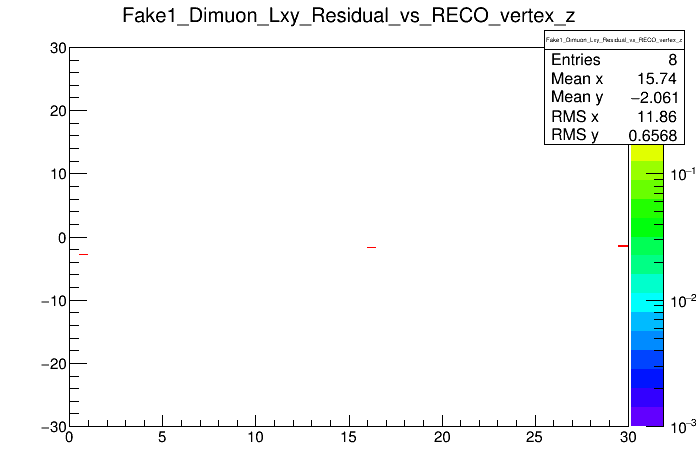 Fake1_Dimuon_Lxy_Residual_vs_RECO_vertex_z
Fake1_Dimuon_Lxy_Residual_vs_RECO_vertex_z
Entries 8
Mean x 15.74
Mean y −2.061
RMS x 11.86
RMS y 0.6568
30
20
10
0
−10
−20
−30
0 5 10 15 20 25 30
10−1
10−2
10−3